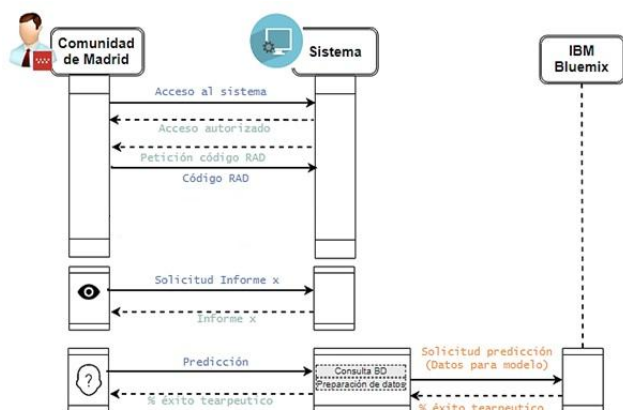 Comunidad
de Madrid
Sistema
IBM
Bluemix
Acceso al sistema
Acceso autorizado
Petición código RAD
Código RAD
Solicitud Informe x
Informe x
Predicción
Consulta BD
Preparación de datos
Solicitud predicción
(Datos para modelo)
% éxito tearpeutico
% éxito tearpeutico
?